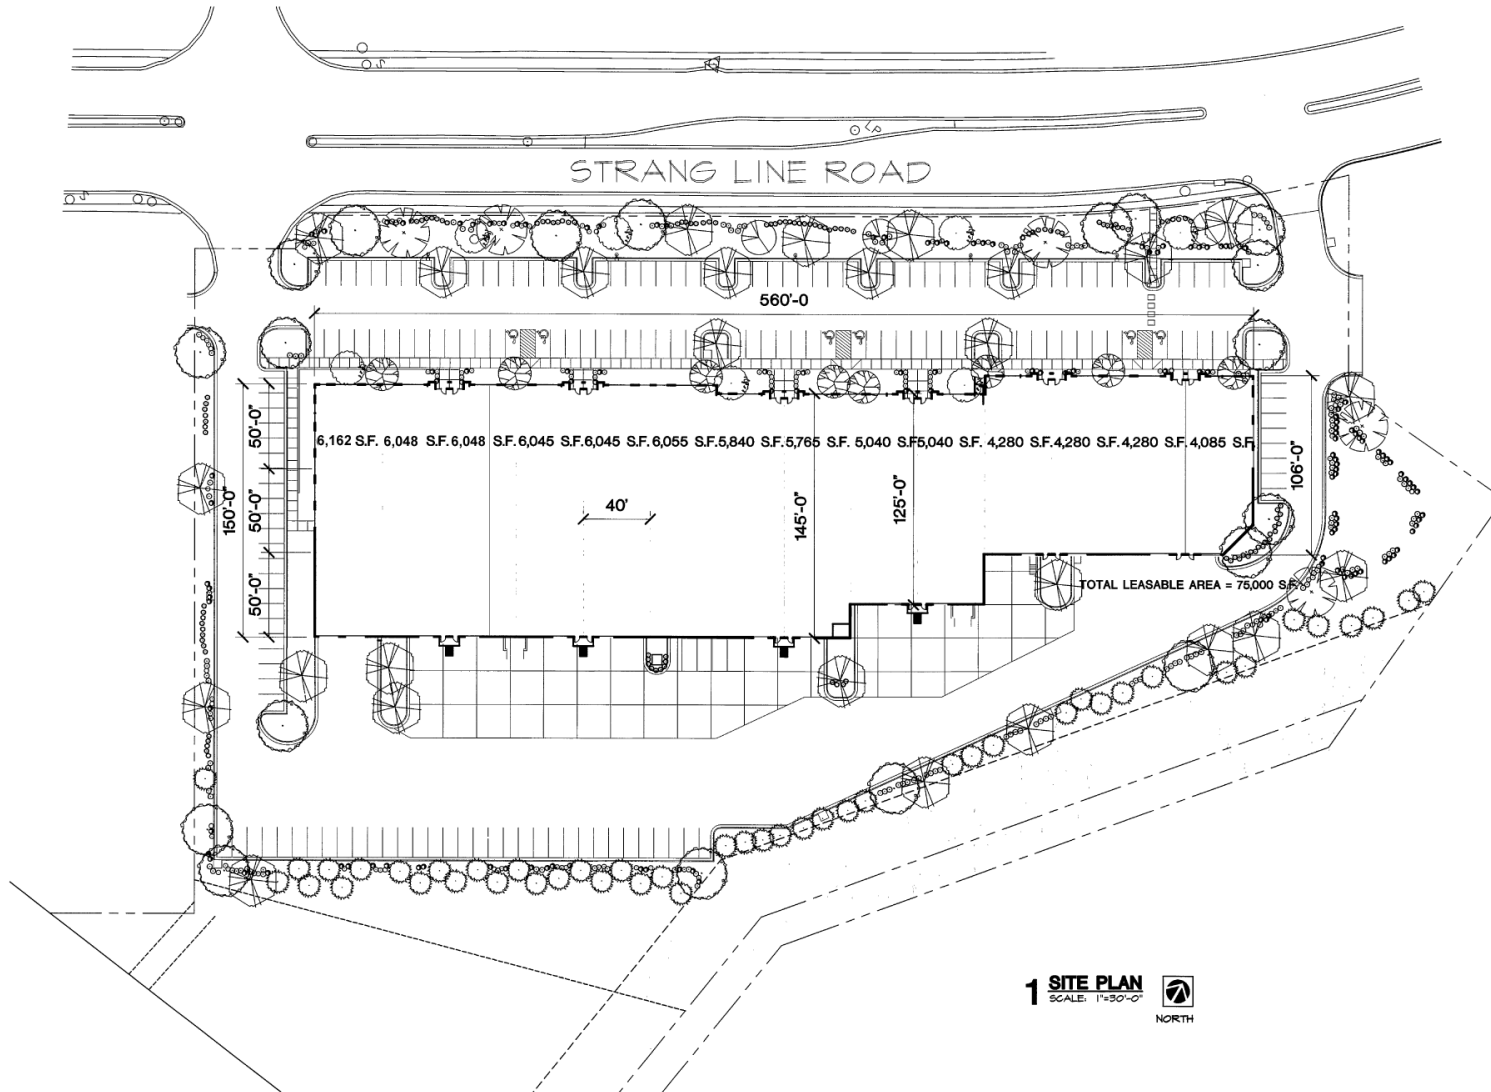 STRANG LINE ROAD
560'-0
6,162 S.F. 6,048 S.F. 6,048 S.F. 6,045 S.F. 6,045 S.F. 6,055 S.F. 5,840 S.F. 5,765 S.F. 5,040 S.F. 5,040 S.F. 4,280 S.F. 4,280 S.F. 4,280 S.F. 4,085 S.F.
50'-0"
150'-0"
50'-0"
50'-0"
40'
145'-0"
125'-0"
106'-0"
TOTAL LEASABLE AREA = 75,000 S.F.
1 SITE PLAN
SCALE: 1"=30'-0"
NORTH